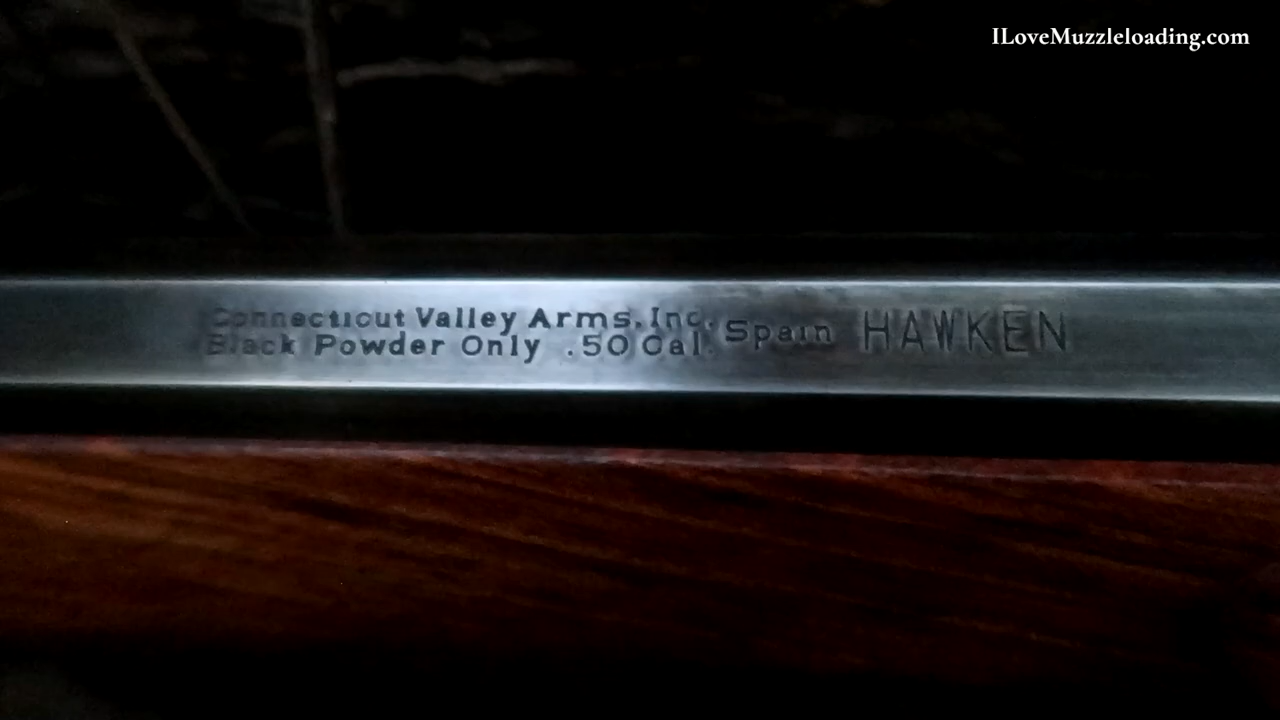 ILoveMuzzleloading.com
Connecticut Valley Arms, Inc.
Black Powder Only .50 Cal.
Spain HAWKEN